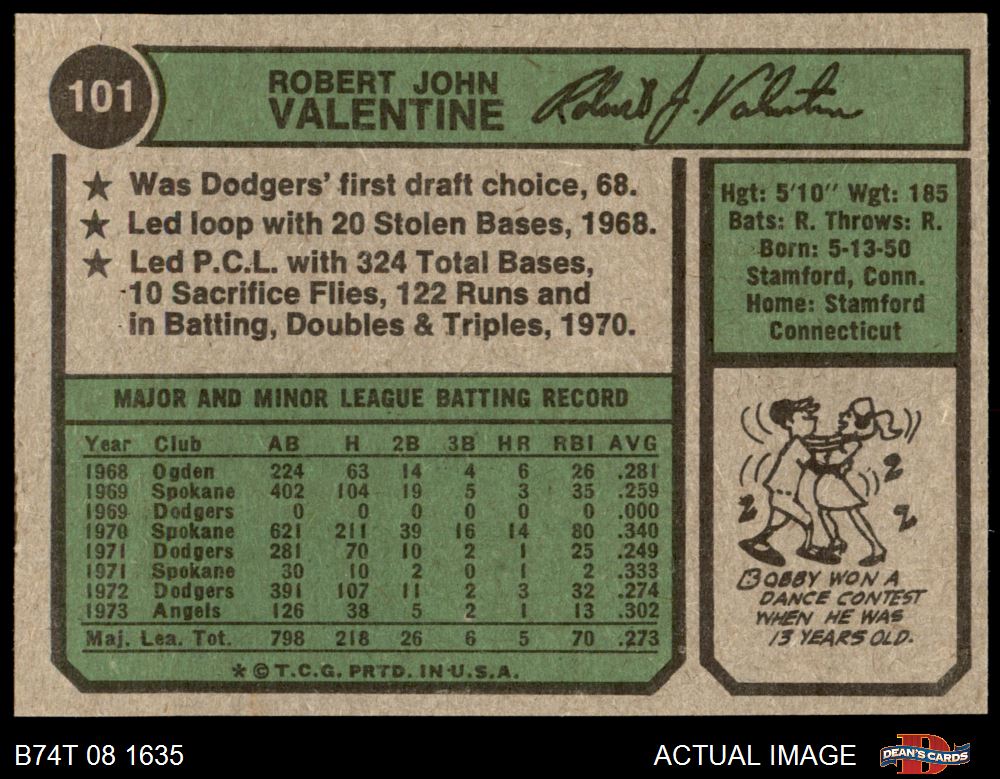 101
ROBERT JOHN
VALENTINE
Robert J. Valentine
★ Was Dodgers' first draft choice, 68.
★ Led loop with 20 Stolen Bases, 1968.
★ Led P.C.L. with 324 Total Bases,
10 Sacrifice Flies, 122 Runs and
in Batting, Doubles & Triples, 1970.
Hgt: 5'10" Wgt: 185
Bats: R. Throws: R.
Born: 5-13-50
Stamford, Conn.
Home: Stamford
Connecticut
MAJOR AND MINOR LEAGUE BATTING RECORD
Year Club AB H 2B 3B HR RBI AVG
1968 Ogden 224 63 14 4 6 26 .281
1969 Spokane 402 104 19 5 3 35 .259
1969 Dodgers 0 0 0 0 0 0 .000
1970 Spokane 621 211 39 16 14 80 .340
1971 Dodgers 281 70 10 2 1 25 .249
1971 Spokane 30 10 2 0 1 2 .333
1972 Dodgers 391 107 11 2 3 32 .274
1973 Angels 126 38 5 2 1 13 .302
Maj. Lea. Tot. 798 218 26 6 5 70 .273
* © T.C.G. PRTD. IN U.S.A.
BOBBY WON A
DANCE CONTEST
WHEN HE WAS
13 YEARS OLD.
B74T 08 1635
ACTUAL IMAGE
DEAN'S CARDS